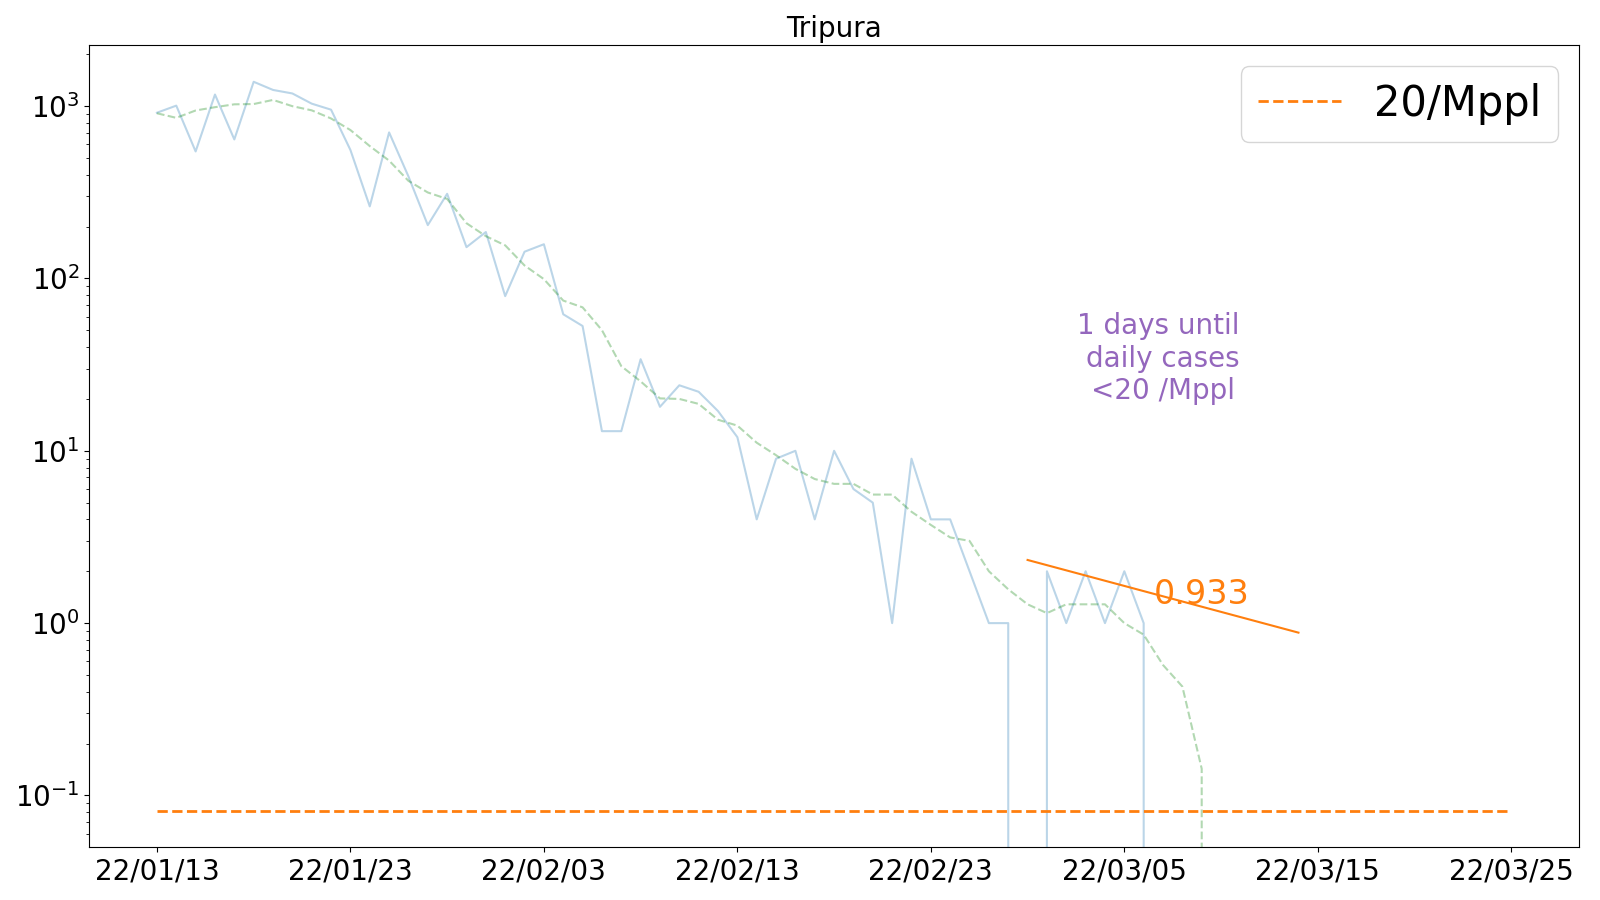 Tripura
20/Mppl
10³
10²
10¹
10⁰
10⁻¹
1 days until
daily cases
<20 /Mppl
0.933
22/01/13 22/01/23 22/02/03 22/02/13 22/02/23 22/03/05 22/03/15 22/03/25